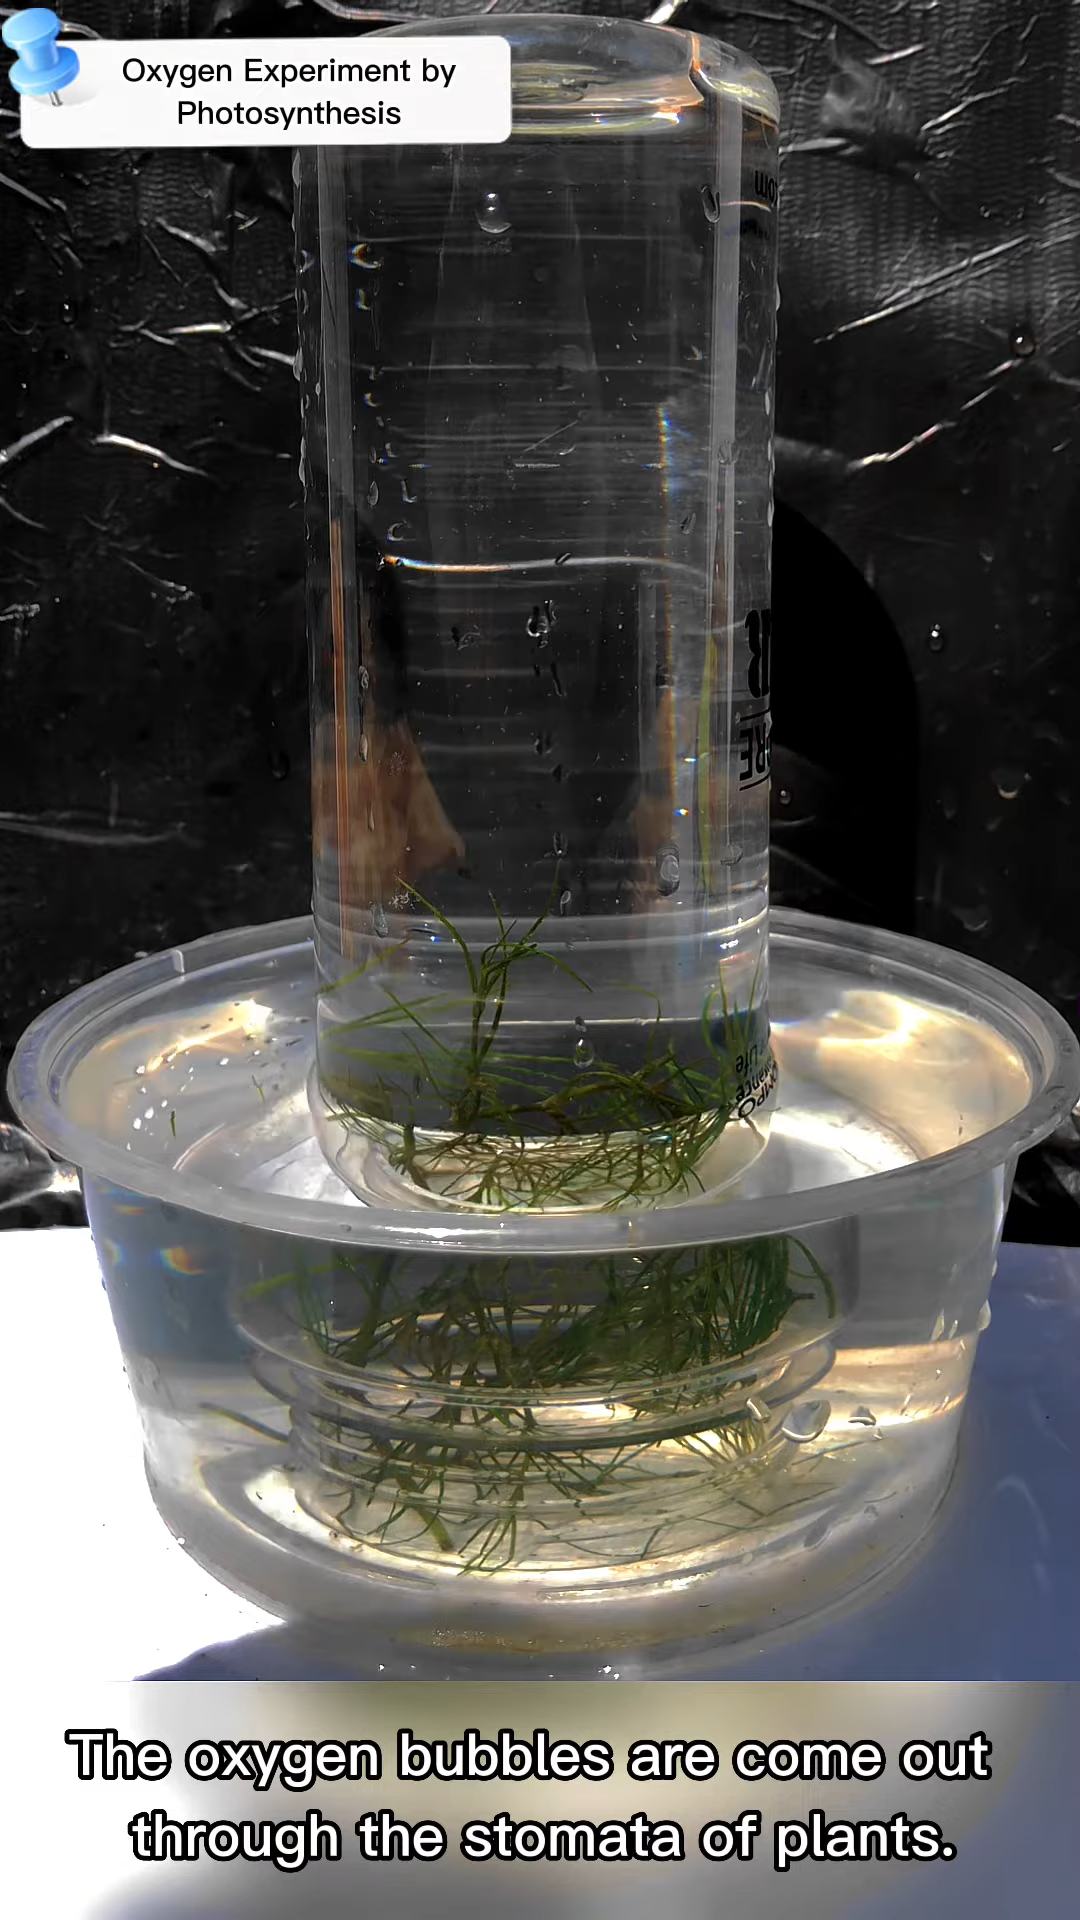 Oxygen Experiment by
Photosynthesis
The oxygen bubbles are come out
through the stomata of plants.